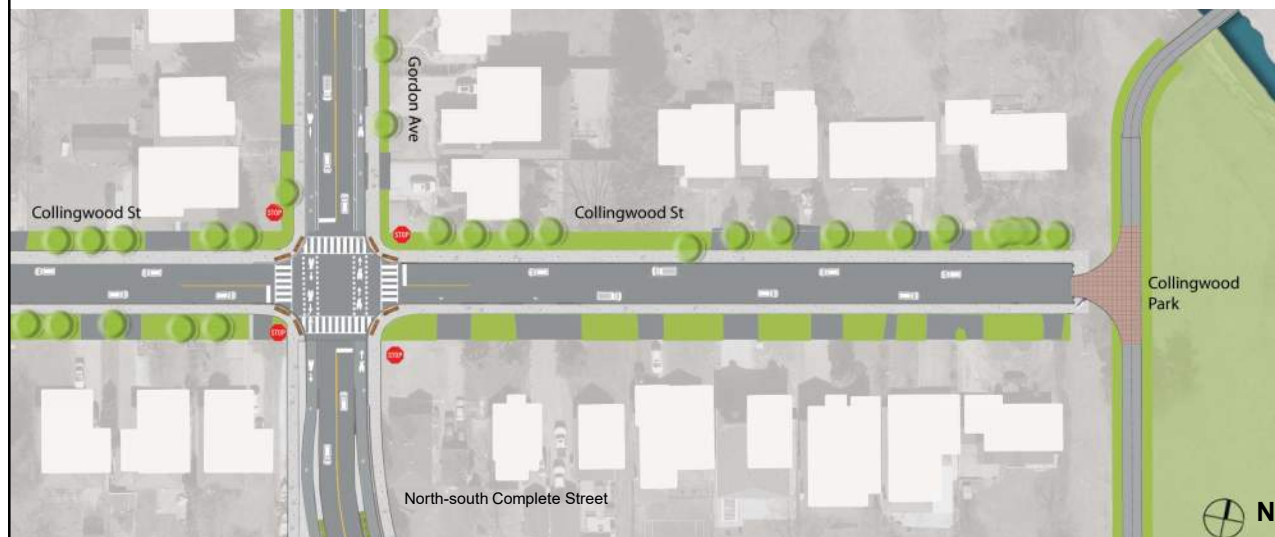 Gordon Ave
Collingwood St
Collingwood St
STOP
STOP
Collingwood
Park
STOP
STOP
North-south Complete Street
N